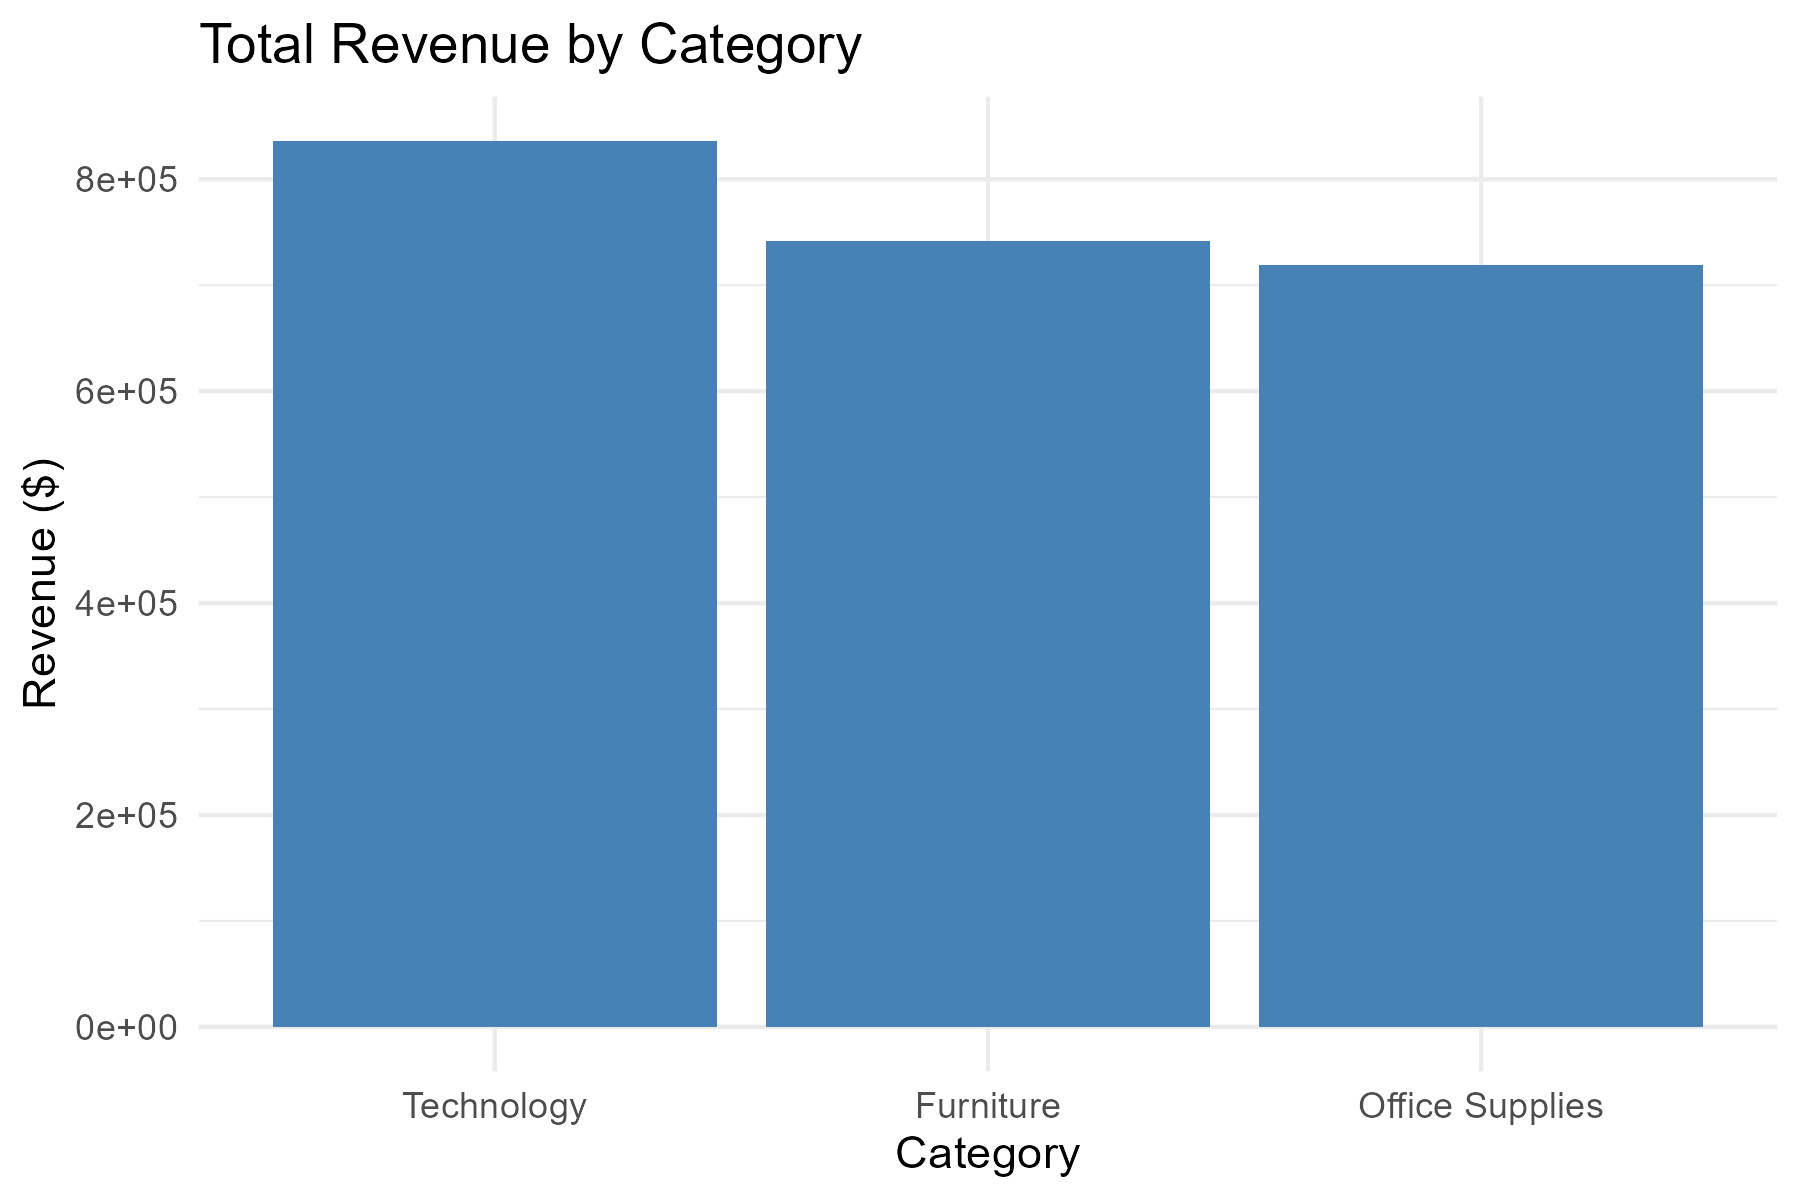 Total Revenue by Category
Revenue ($)
8e+05
6e+05
4e+05
2e+05
0e+00
Technology
Furniture
Office Supplies
Category